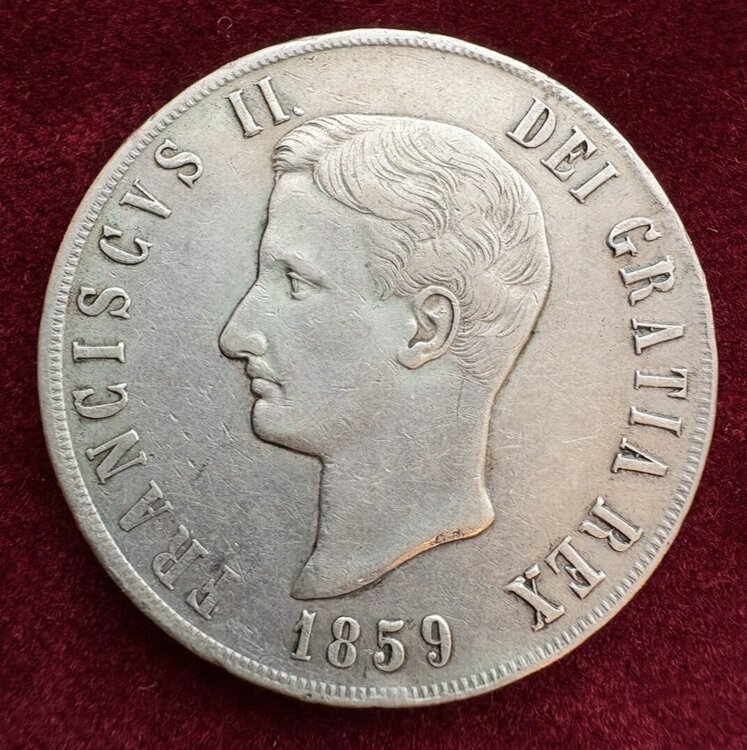 FRANCISCVS II. DEI GRATIA REX
1859